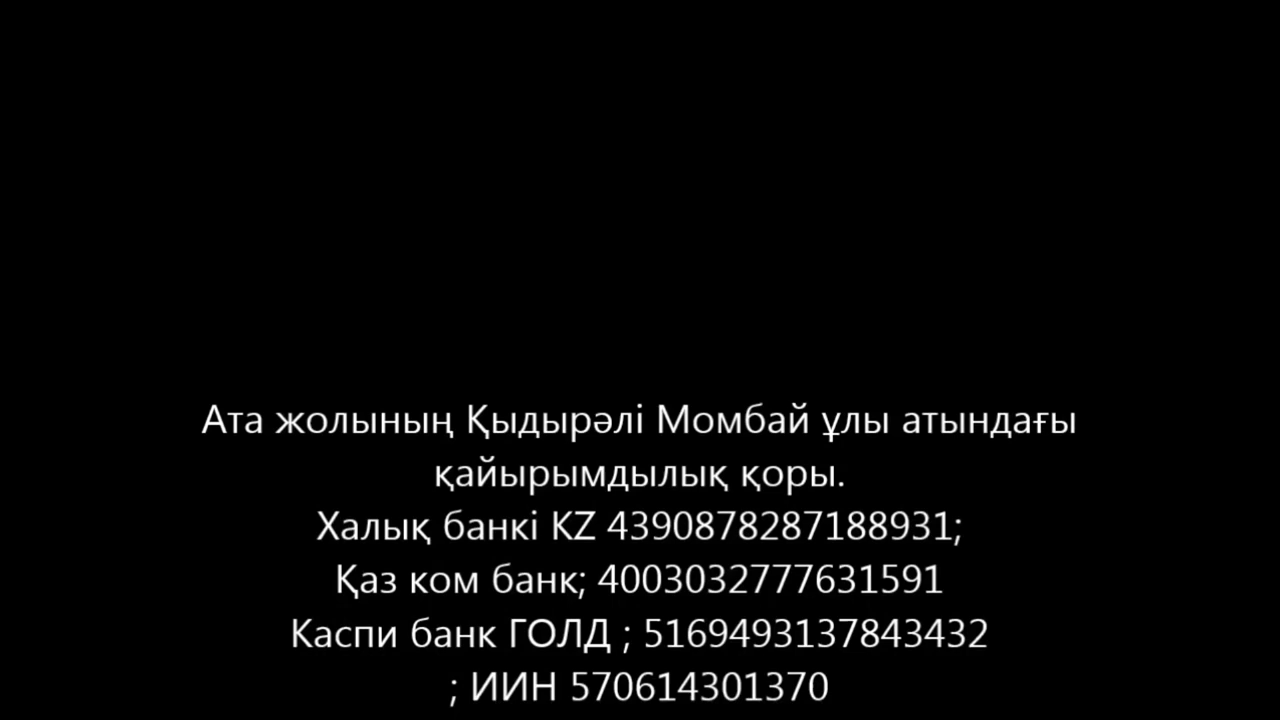 Ата жолының Қыдырәлі Момбай ұлы атындағы
қайырымдылық қоры.
Халық банкі KZ 4390878287188931;
Қаз ком банк; 4003032777631591
Каспи банк ГОЛД ; 5169493137843432
; ИИН 570614301370